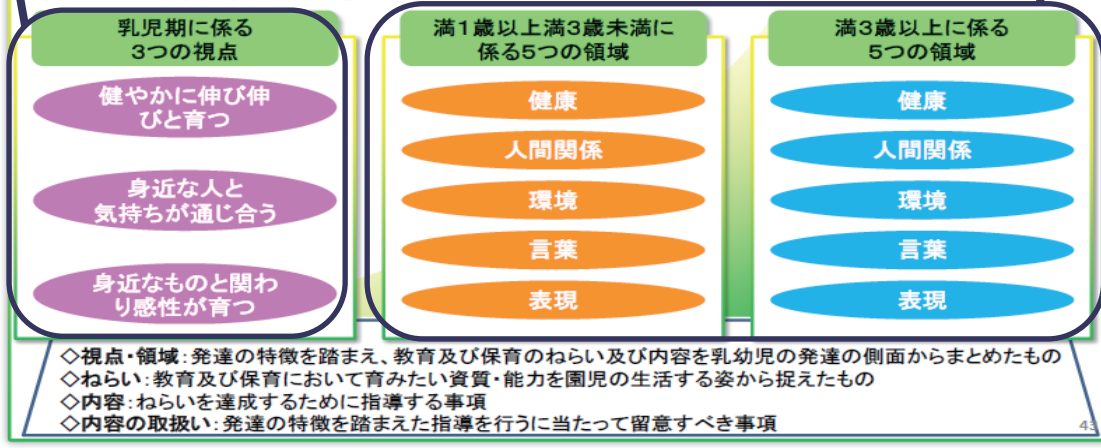 乳児期に係る
3つの視点
健やかに伸び伸
びと育つ
身近な人と
気持ちが通じ合う
身近なものと関わ
り感性が育つ
満1歳以上満3歳未満に
係る5つの領域
健康
人間関係
環境
言葉
表現
満3歳以上に係る
5つの領域
健康
人間関係
環境
言葉
表現
◇視点・領域:発達の特徴を踏まえ、教育及び保育のねらい及び内容を乳幼児の発達の側面からまとめたもの
◇ねらい:教育及び保育において育みたい資質・能力を園児の生活する姿から捉えたもの
◇内容:ねらいを達成するために指導する事項
◇内容の取扱い:発達の特徴を踏まえた指導を行うに当たって留意すべき事項
43